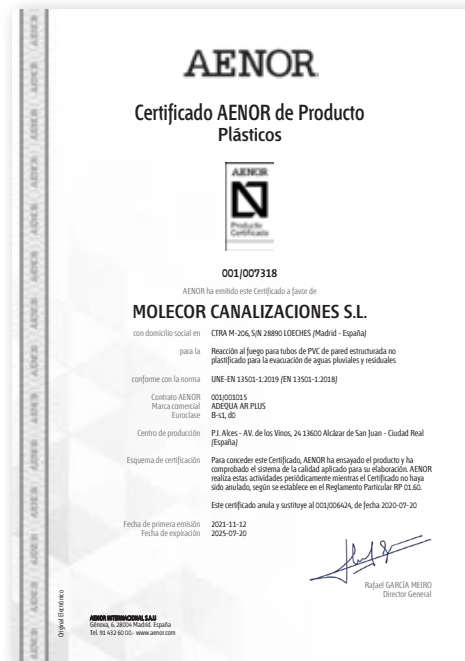 AENOR
Certificado AENOR de Producto
Plásticos
AENOR
N
Producto
Certificado
001/007318
AENOR ha emitido este Certificado a favor de
MOLECOR CANALIZACIONES S.L.
con domicilio social en CTRA M-206, S/N 28890 LOECHES (Madrid - España)
para la Reacción al fuego para tubos de PVC de pared estructurada no
plastificado para la evacuación de aguas pluviales y residuales
conforme con la norma UNE-EN 13501-1:2019 (EN 13501-1:2018)
Contrato AENOR 001/001015
Marca comercial ADEQUA AR PLUS
Euroclase B-s1, d0
Centro de producción P.I. Alces - AV. de los Vinos, 24 13600 Alcázar de San Juan - Ciudad Real
(España)
Esquema de certificación Para conceder este Certificado, AENOR ha ensayado el producto y ha
comprobado el sistema de la calidad aplicado para su elaboración. AENOR
realiza estas actividades periódicamente mientras el Certificado no haya
sido anulado, según se establece en el Reglamento Particular RP 01.60.
Este certificado anula y sustituye al 001/006424, de fecha 2020-07-20
Fecha de primera emisión 2021-11-12
Fecha de expiración 2025-07-20
Rafael GARCÍA MEIRO
Director General
Original Electrónico
AENOR INTERNACIONAL S.A.U.
Génova, 6. 28004 Madrid. España
Tel. 91 432 60 00.- www.aenor.com